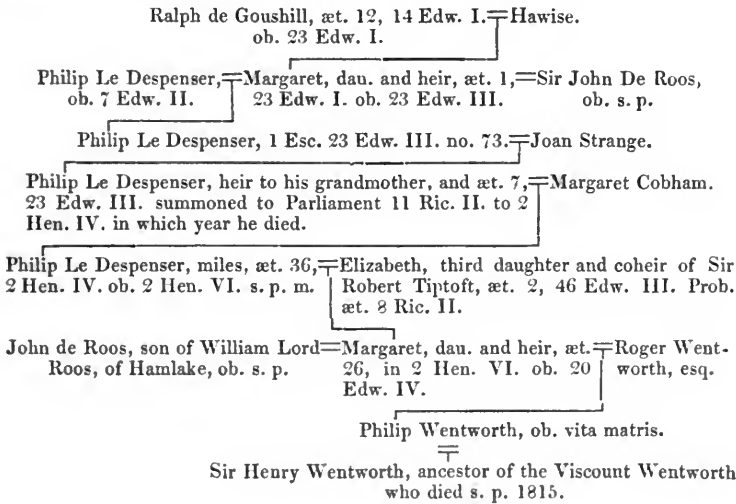 Ralph de Goushill, æt. 12, 14 Edw. I.=Hawise.
ob. 23 Edw. I.
Philip Le Despenser,=Margaret, dau. and heir, æt. 1,=Sir John De Roos,
ob. 7 Edw. II. 23 Edw. I. ob. 23 Edw. III. ob. s. p.
Philip Le Despenser, 1 Esc. 23 Edw. III. no. 73.=Joan Strange.
Philip Le Despenser, heir to his grandmother, and æt. 7,=Margaret Cobham.
23 Edw. III. summoned to Parliament 11 Ric. II. to 2
Hen. IV. in which year he died.
Philip Le Despenser, miles, æt. 36,=Elizabeth, third daughter and coheir of Sir
2 Hen. IV. ob. 2 Hen. VI. s. p. m. Robert Tiptoft, æt. 2, 46 Edw. III. Prob.
æt. 8 Ric. II.
John de Roos, son of William Lord=Margaret, dau. and heir, æt.=Roger Went-
Roos, of Hamlake, ob. s. p. 26, in 2 Hen. VI. ob. 20 worth, esq.
Edw. IV.
Philip Wentworth, ob. vita matris.
=
Sir Henry Wentworth, ancestor of the Viscount Wentworth
who died s. p. 1815.